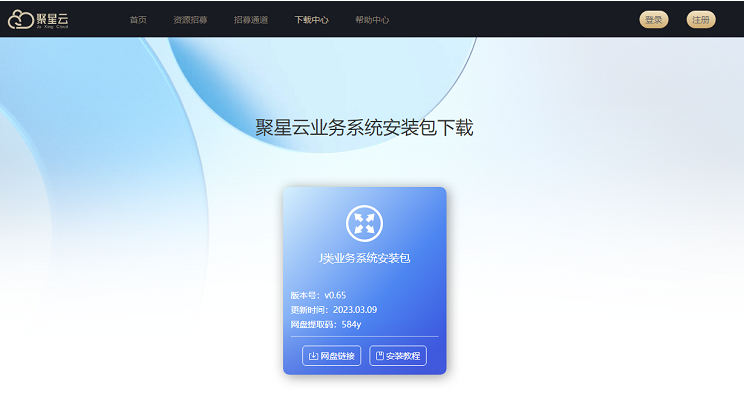 聚星云
Ju Xing Cloud
首页
资源招募
招募通道
下载中心
帮助中心
登录
注册
聚星云业务系统安装包下载
J类业务系统安装包
版本号：v0.65
更新时间：2023.03.09
网盘提取码：584y
网盘链接
安装教程